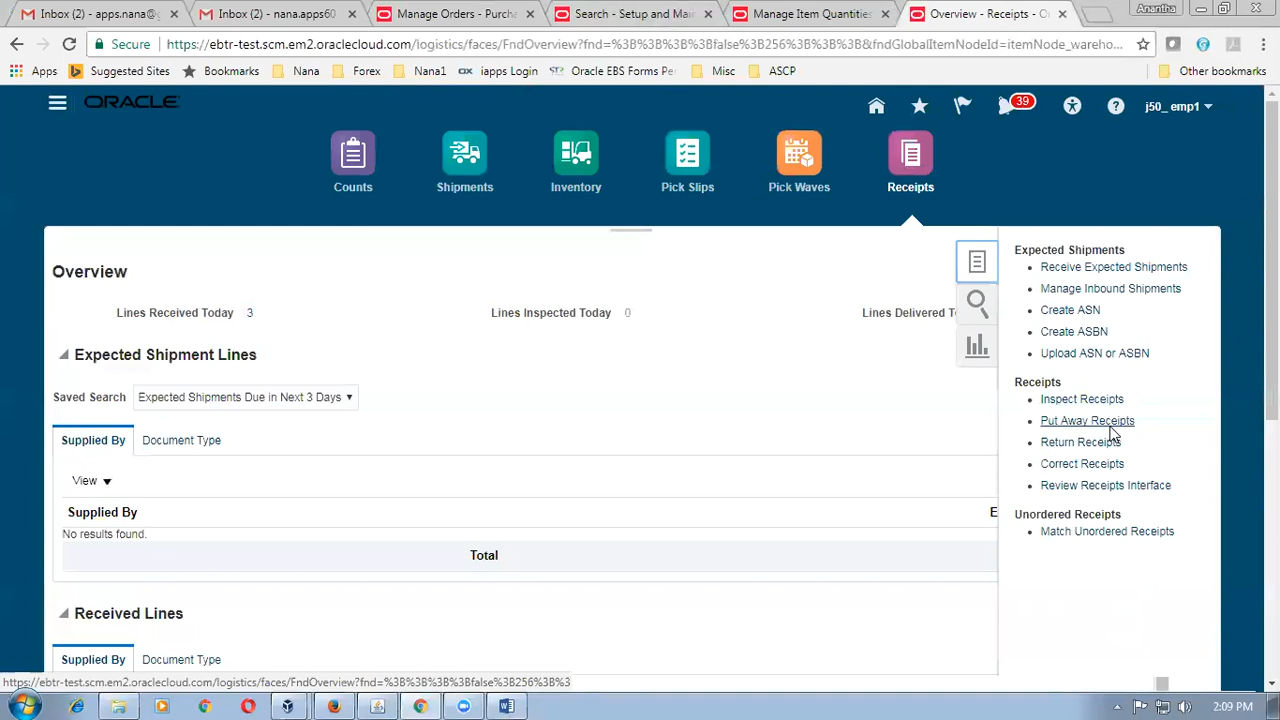 Inbox (2) - appsnana@g
Inbox (2) - nana.apps60
Manage Orders - Purcha
Search - Setup and Main
Manage Item Quantities
Overview - Receipts - O
Anantha
Secure
https://ebtr-test.scm.em2.oraclecloud.com/logistics/faces/FndOverview?fnd=%3B%3B%3B%3Bfalse%3B256%3B%3B%3B&fndGlobalItemNodeId=itemNode_wareho...
Apps
Suggested Sites
Bookmarks
Nana
Forex
Nana1
iapps Login
Oracle EBS Forms Pe
Misc
ASCP
Other bookmarks
ORACLE
39
j50_emp1
Counts
Shipments
Inventory
Pick Slips
Pick Waves
Receipts
Overview
Lines Received Today 3
Lines Inspected Today 0
Lines Delivered To
Expected Shipment Lines
Saved Search
Expected Shipments Due in Next 3 Days
Supplied By
Document Type
View
Supplied By
E
No results found.
Total
Received Lines
Supplied By
Document Type
Expected Shipments
Receive Expected Shipments
Manage Inbound Shipments
Create ASN
Create ASBN
Upload ASN or ASBN
Receipts
Inspect Receipts
Put Away Receipts
Return Receipts
Correct Receipts
Review Receipts Interface
Unordered Receipts
Match Unordered Receipts
https://ebtr-test.scm.em2.oraclecloud.com/logistics/faces/FndOverview?fnd=%3B%3B%3B%3Bfalse%3B256%3B%3
2:09 PM